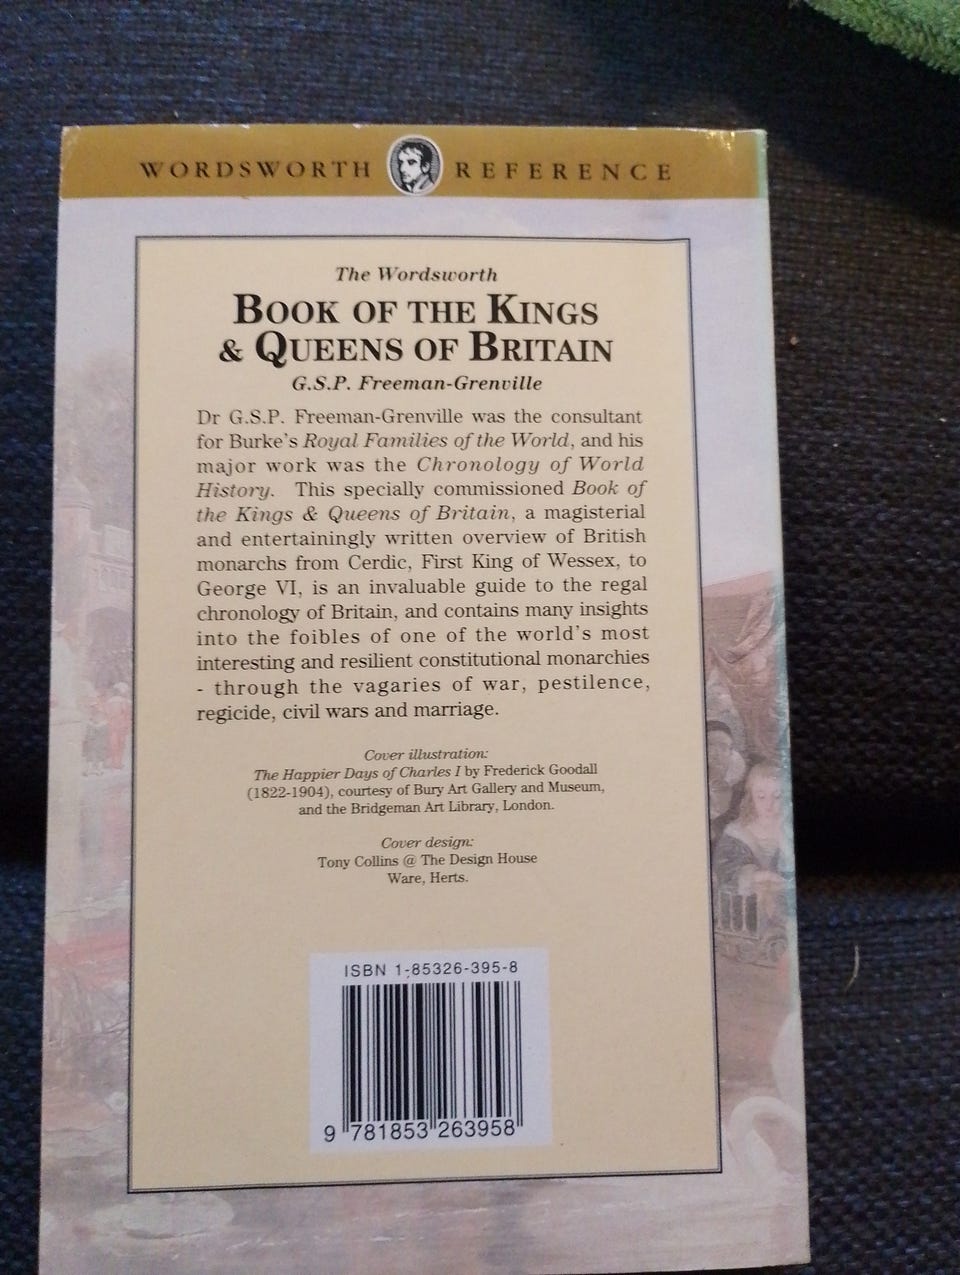 WORDSWORTH REFERENCE
The Wordsworth
BOOK OF THE KINGS
& QUEENS OF BRITAIN
G.S.P. Freeman-Grenville
Dr G.S.P. Freeman-Grenville was the consultant
for Burke's Royal Families of the World, and his
major work was the Chronology of World
History. This specially commissioned Book of
the Kings & Queens of Britain, a magisterial
and entertainingly written overview of British
monarchs from Cerdic, First King of Wessex, to
George VI, is an invaluable guide to the regal
chronology of Britain, and contains many insights
into the foibles of one of the world's most
interesting and resilient constitutional monarchies
- through the vagaries of war, pestilence,
regicide, civil wars and marriage.
Cover illustration:
The Happier Days of Charles I by Frederick Goodall
(1822-1904), courtesy of Bury Art Gallery and Museum,
and the Bridgeman Art Library, London.
Cover design:
Tony Collins @ The Design House
Ware, Herts.
ISBN 1-85326-395-8
9 781853 263958